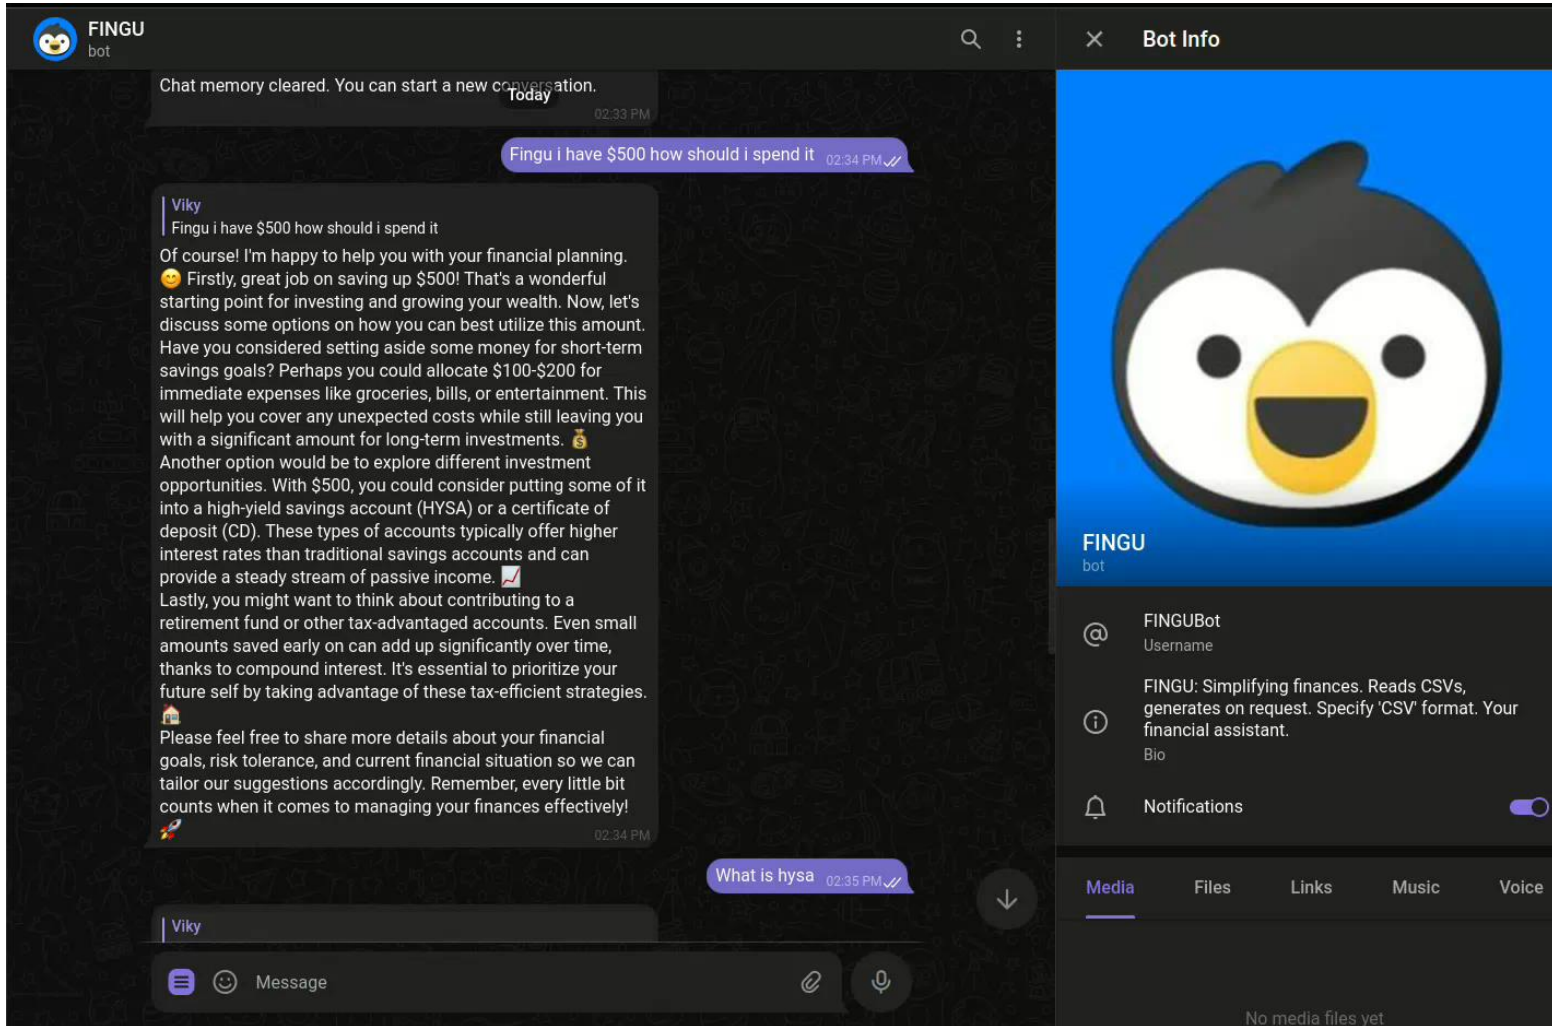 FINGU
bot
Bot Info
Chat memory cleared. You can start a new conversation.
Today
02:33 PM
Fingu i have $500 how should i spend it 02:34 PM
Viky
Fingu i have $500 how should i spend it
Of course! I'm happy to help you with your financial planning.
😊 Firstly, great job on saving up $500! That's a wonderful
starting point for investing and growing your wealth. Now, let's
discuss some options on how you can best utilize this amount.
Have you considered setting aside some money for short-term
savings goals? Perhaps you could allocate $100-$200 for
immediate expenses like groceries, bills, or entertainment. This
will help you cover any unexpected costs while still leaving you
with a significant amount for long-term investments. 💰
Another option would be to explore different investment
opportunities. With $500, you could consider putting some of it
into a high-yield savings account (HYSA) or a certificate of
deposit (CD). These types of accounts typically offer higher
interest rates than traditional savings accounts and can
provide a steady stream of passive income. 📈
Lastly, you might want to think about contributing to a
retirement fund or other tax-advantaged accounts. Even small
amounts saved early on can add up significantly over time,
thanks to compound interest. It's essential to prioritize your
future self by taking advantage of these tax-efficient strategies.
🏠
Please feel free to share more details about your financial
goals, risk tolerance, and current financial situation so we can
tailor our suggestions accordingly. Remember, every little bit
counts when it comes to managing your finances effectively!
🚀 02:34 PM
What is hysa 02:35 PM
Viky
Message
FINGU
bot
FINGUBot
Username
FINGU: Simplifying finances. Reads CSVs,
generates on request. Specify 'CSV' format. Your
financial assistant.
Bio
Notifications
Media Files Links Music Voice
No media files yet